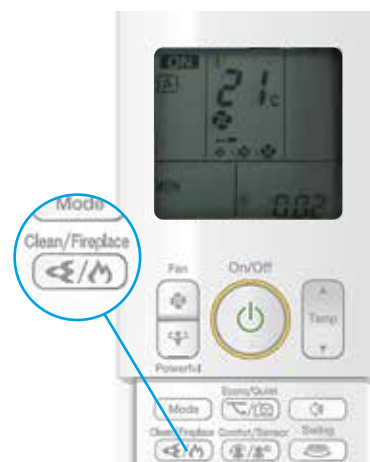 ON
A
21°C
MON
0:02
Mode
Clean/Fireplace
Fan
On/Off
Temp
Powerful
Econo/Quiet
Mode
Clean/Fireplace
Comfort/Sensor
Swing